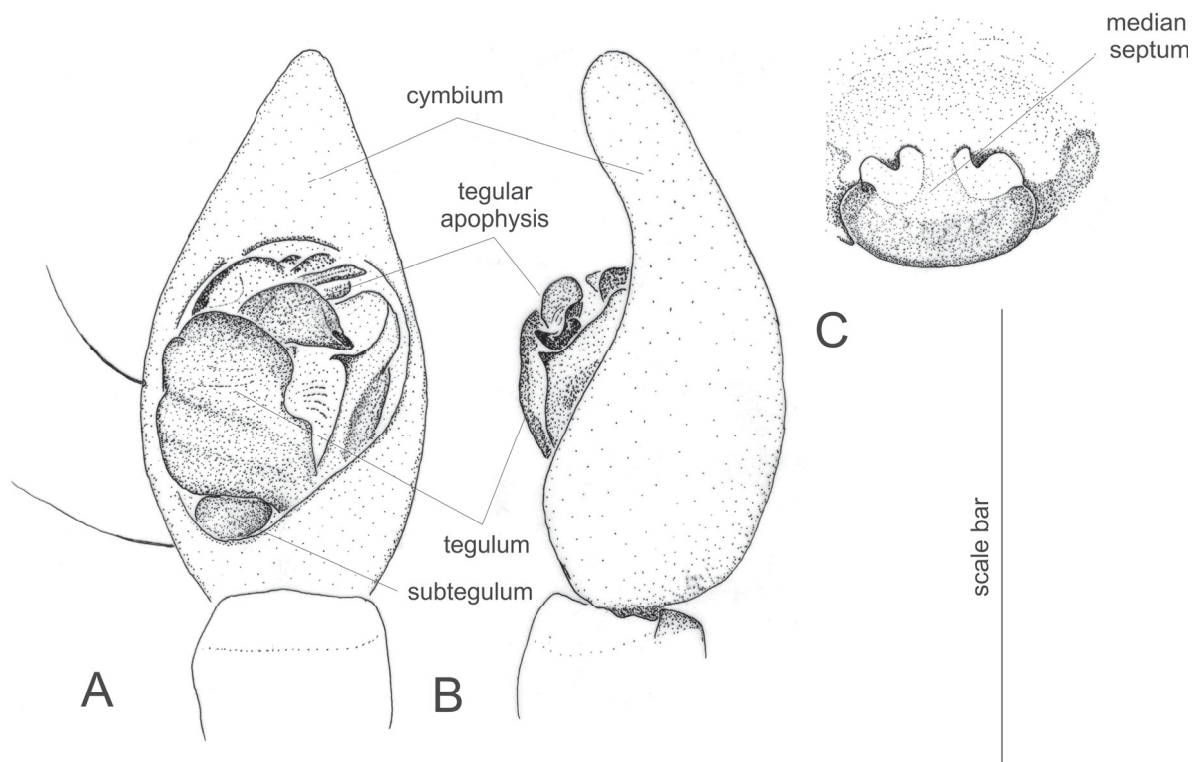 cymbium
tegular
apophysis
tegulum
subtegulum
A
B
median
septum
C
scale bar